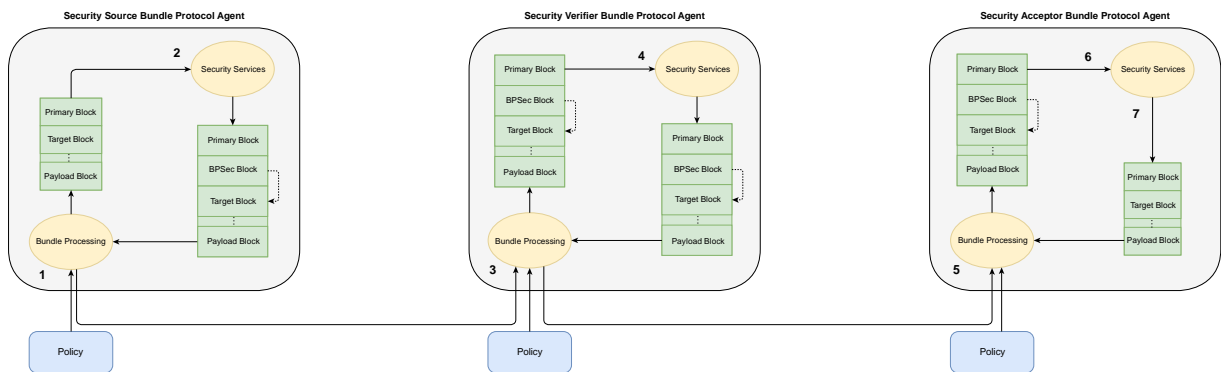 Security Source Bundle Protocol Agent
2
Security Services
Primary Block
Target Block
Payload Block
Primary Block
BPSec Block
Target Block
Payload Block
Bundle Processing
1
Policy
Security Verifier Bundle Protocol Agent
4
Security Services
Primary Block
BPSec Block
Target Block
Payload Block
Primary Block
BPSec Block
Target Block
Payload Block
Bundle Processing
3
Policy
Security Acceptor Bundle Protocol Agent
6
Security Services
7
Primary Block
BPSec Block
Target Block
Payload Block
Primary Block
Target Block
Payload Block
Bundle Processing
5
Policy